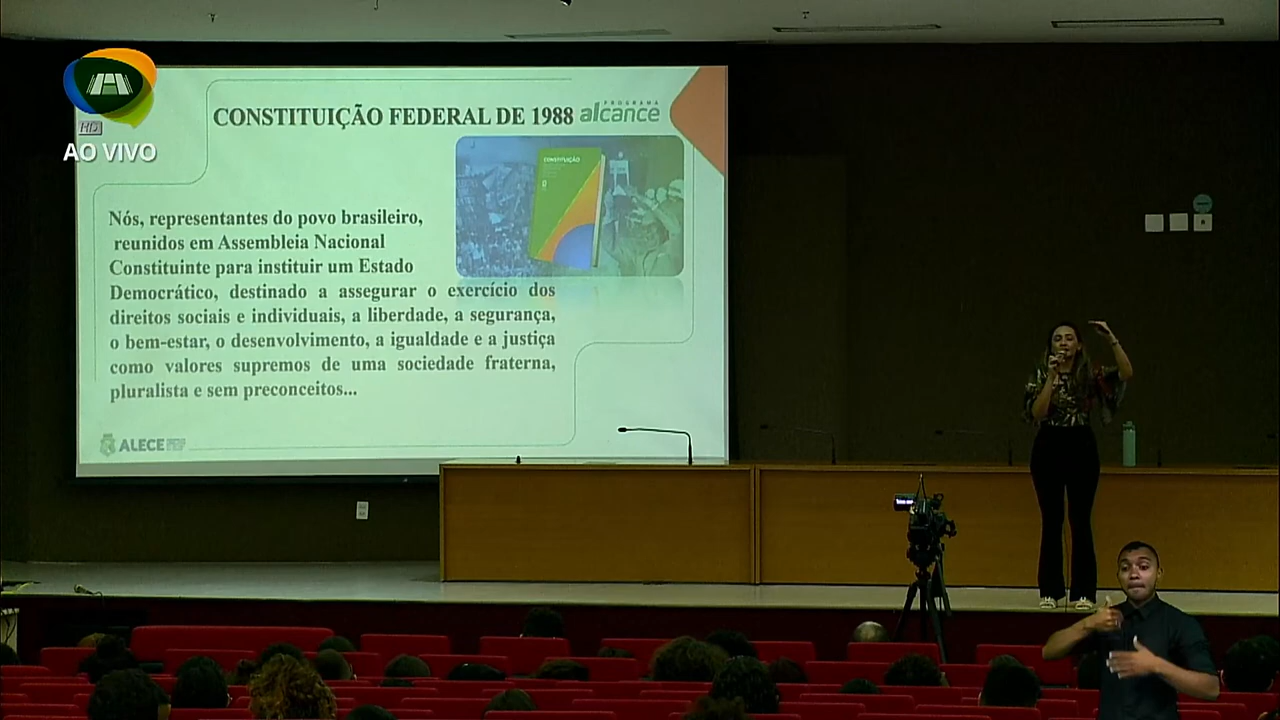 HD
AO VIVO
CONSTITUIÇÃO FEDERAL DE 1988
PROGRAMA
alcance
CONSTITUIÇÃO
Nós, representantes do povo brasileiro,
reunidos em Assembleia Nacional
Constituinte para instituir um Estado
Democrático, destinado a assegurar o exercício dos
direitos sociais e individuais, a liberdade, a segurança,
o bem-estar, o desenvolvimento, a igualdade e a justiça
como valores supremos de uma sociedade fraterna,
pluralista e sem preconceitos...
ALECE